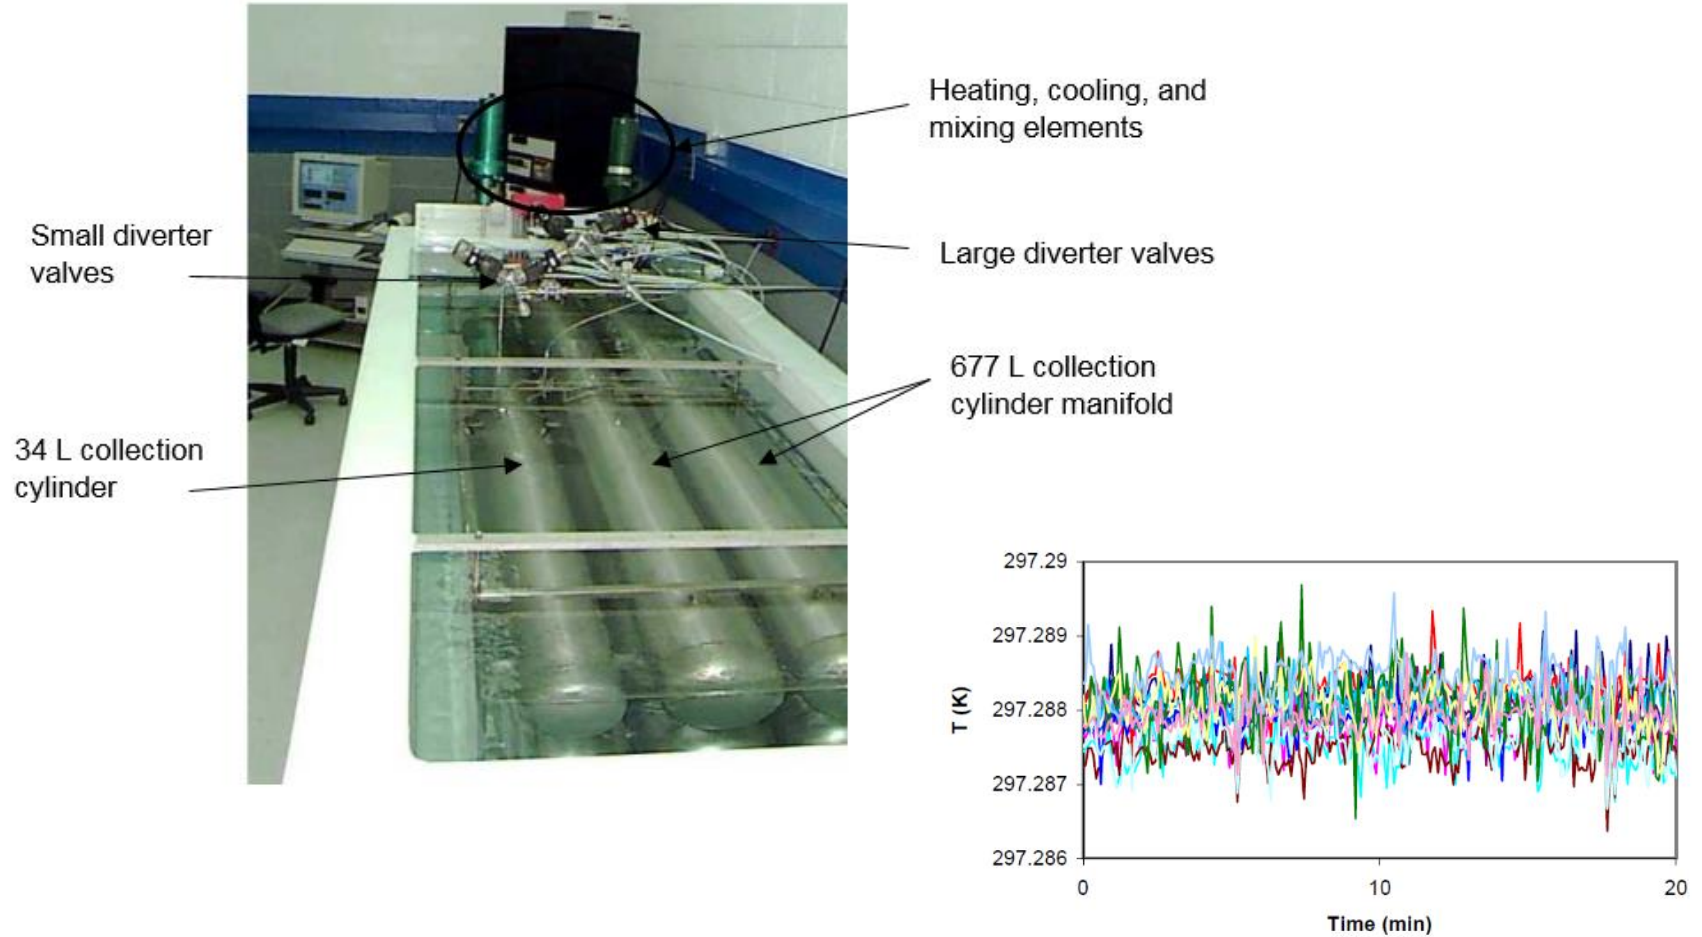 Heating, cooling, and
mixing elements
Small diverter
valves
Large diverter valves
677 L collection
cylinder manifold
34 L collection
cylinder
297.29
297.289
297.288
297.287
297.286
T (K)
0
10
20
Time (min)